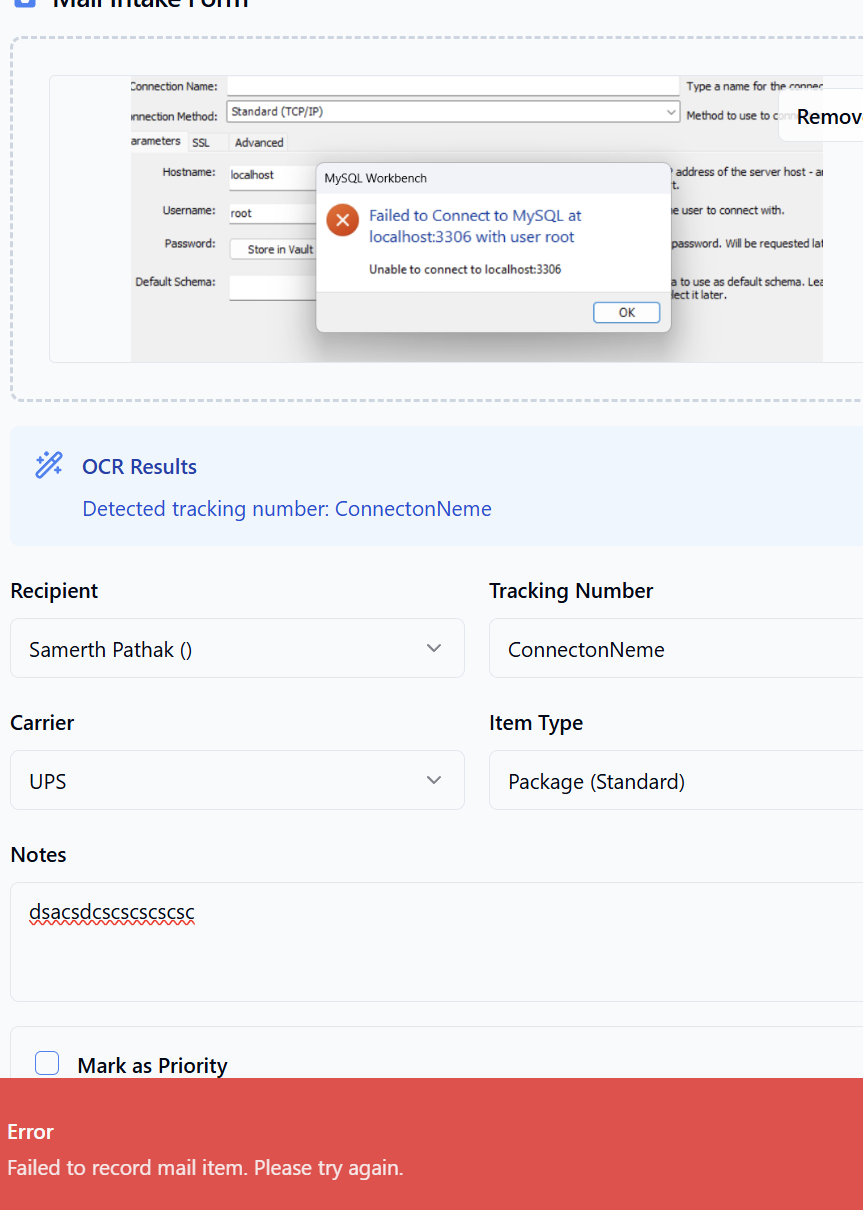 Mail Intake Form
Connection Name:
Type a name for the connec
nnection Method:
Standard (TCP/IP)
Method to use to
Remov
arameters
SSL
Advanced
Hostname:
localhost
address of the server host - a
rt.
Username:
root
e user to connect with.
Password:
Store in Vault
password. Will be requested lat
Default Schema:
a to use as default schema. Lea
lect it later.
MySQL Workbench
Failed to Connect to MySQL at
localhost:3306 with user root
Unable to connect to localhost:3306
OK
OCR Results
Detected tracking number: ConnectonNeme
Recipient
Tracking Number
Samerth Pathak ()
ConnectonNeme
Carrier
Item Type
UPS
Package (Standard)
Notes
dsacsdcscscscscsc
Mark as Priority
Error
Failed to record mail item. Please try again.